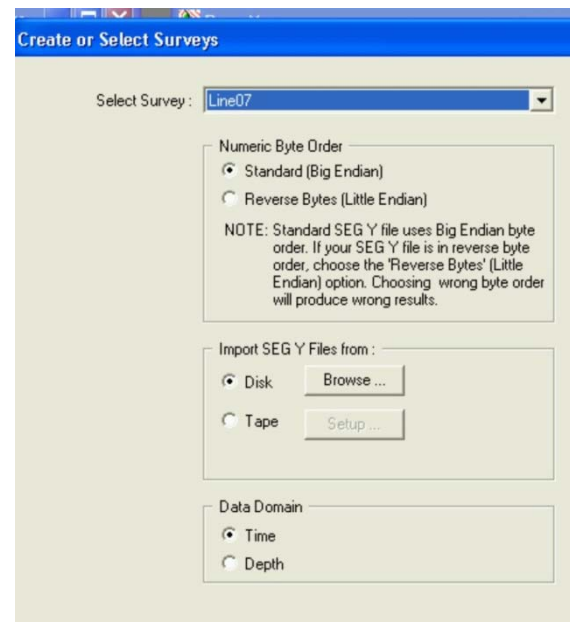 Create or Select Surveys
Select Survey :
Line07
Numeric Byte Order
Standard (Big Endian)
Reverse Bytes (Little Endian)
NOTE: Standard SEG Y file uses Big Endian byte
order. If your SEG Y file is in reverse byte
order, choose the 'Reverse Bytes' (Little
Endian) option. Choosing wrong byte order
will produce wrong results.
Import SEG Y Files from :
Disk
Browse ...
Tape
Setup ...
Data Domain
Time
Depth